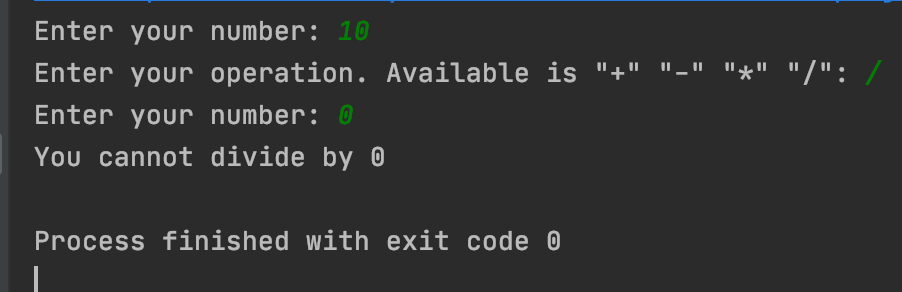 Enter your number: 10
Enter your operation. Available is "+" "-" "*" "/": /
Enter your number: 0
You cannot divide by 0
Process finished with exit code 0